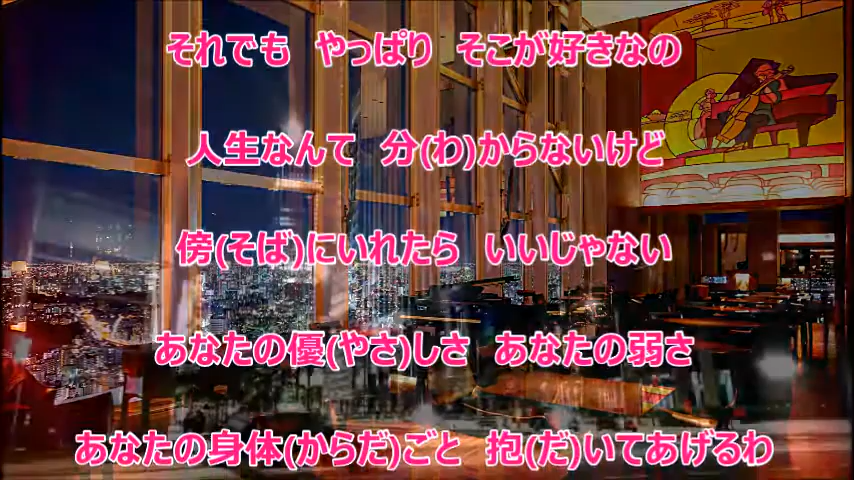 それでも　やっぱり　そこが好きなの
人生なんて　分(わ)からないけど
傍(そば)にいれたら　いいじゃない
あなたの優(やさ)しさ　あなたの弱さ
あなたの身体(からだ)ごと　抱(だ)いてあげるわ